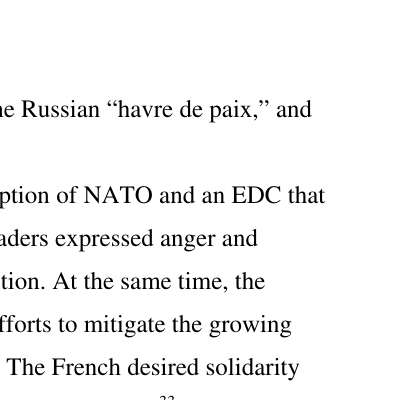 he Russian “havre de paix,” and
ption of NATO and an EDC that
aders expressed anger and
tion. At the same time, the
fforts to mitigate the growing
The French desired solidarity